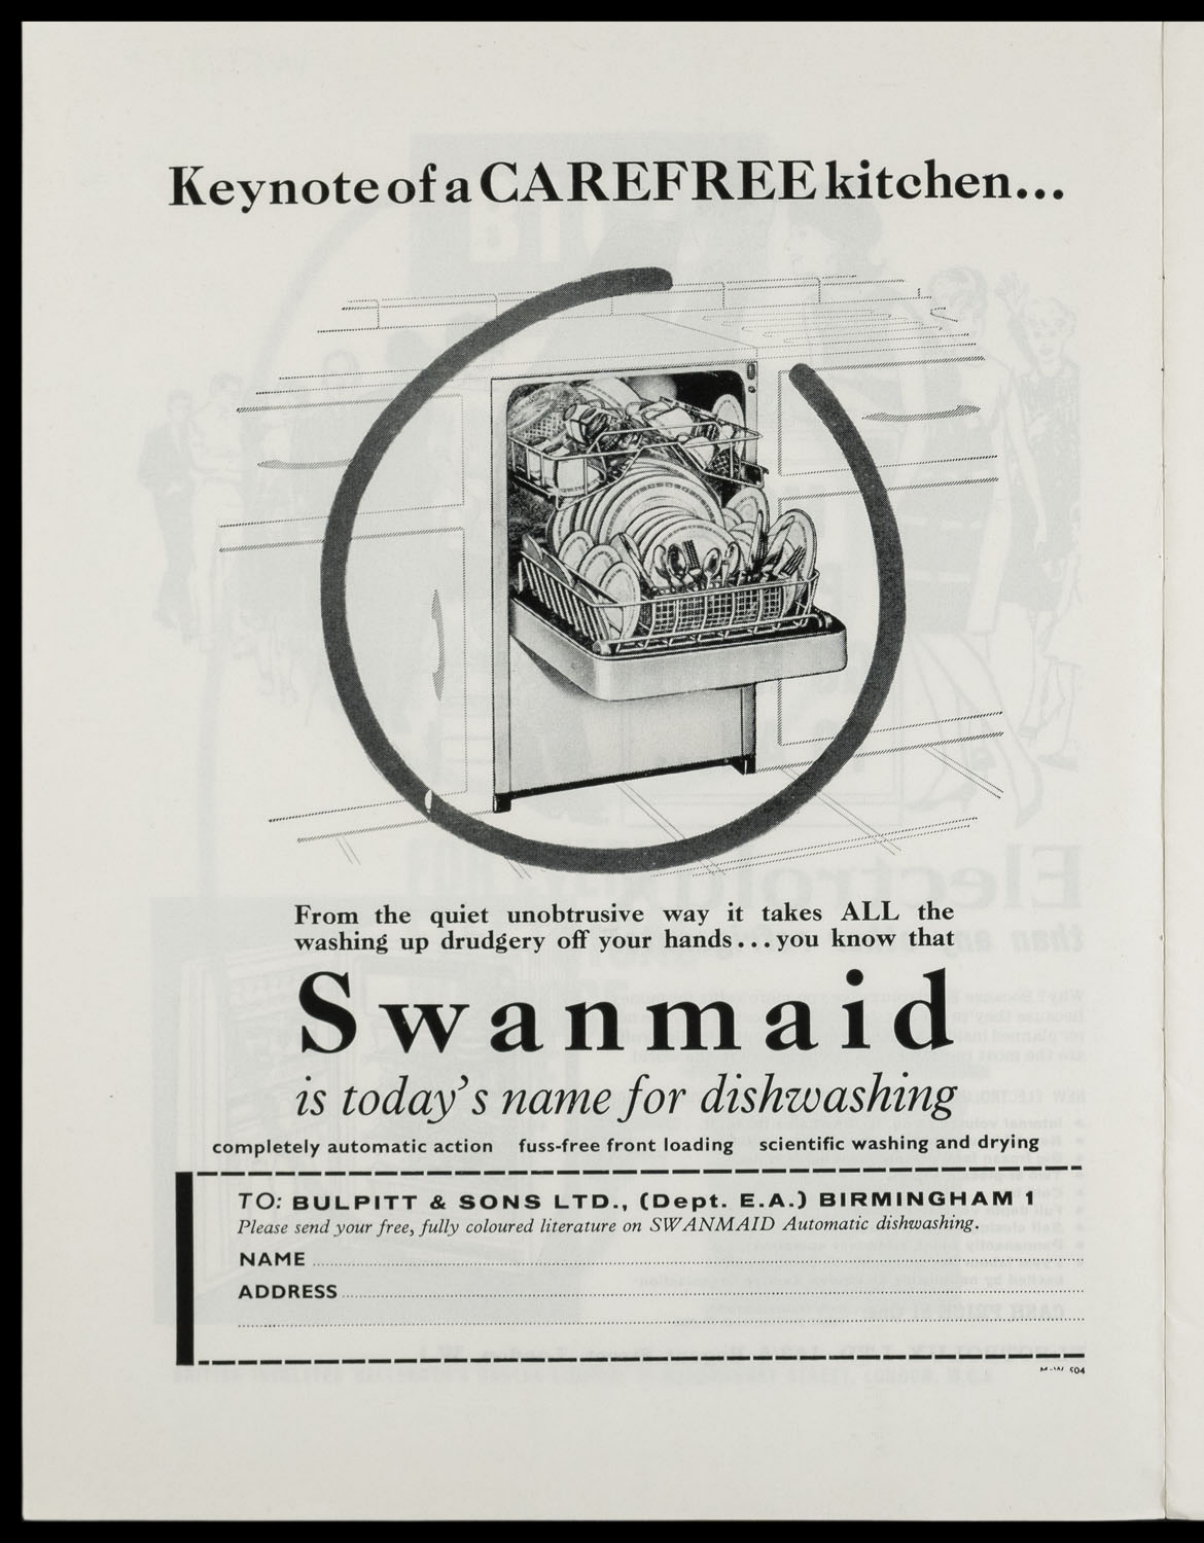 Keynote of a CAREFREE kitchen...
From the quiet unobtrusive way it takes ALL the
washing up drudgery off your hands...you know that
Swanmaid
is today's name for dishwashing
completely automatic action fuss-free front loading scientific washing and drying
TO: BULPITT & SONS LTD., (Dept. E.A.) BIRMINGHAM 1
Please send your free, fully coloured literature on SWANMAID Automatic dishwashing.
NAME
ADDRESS